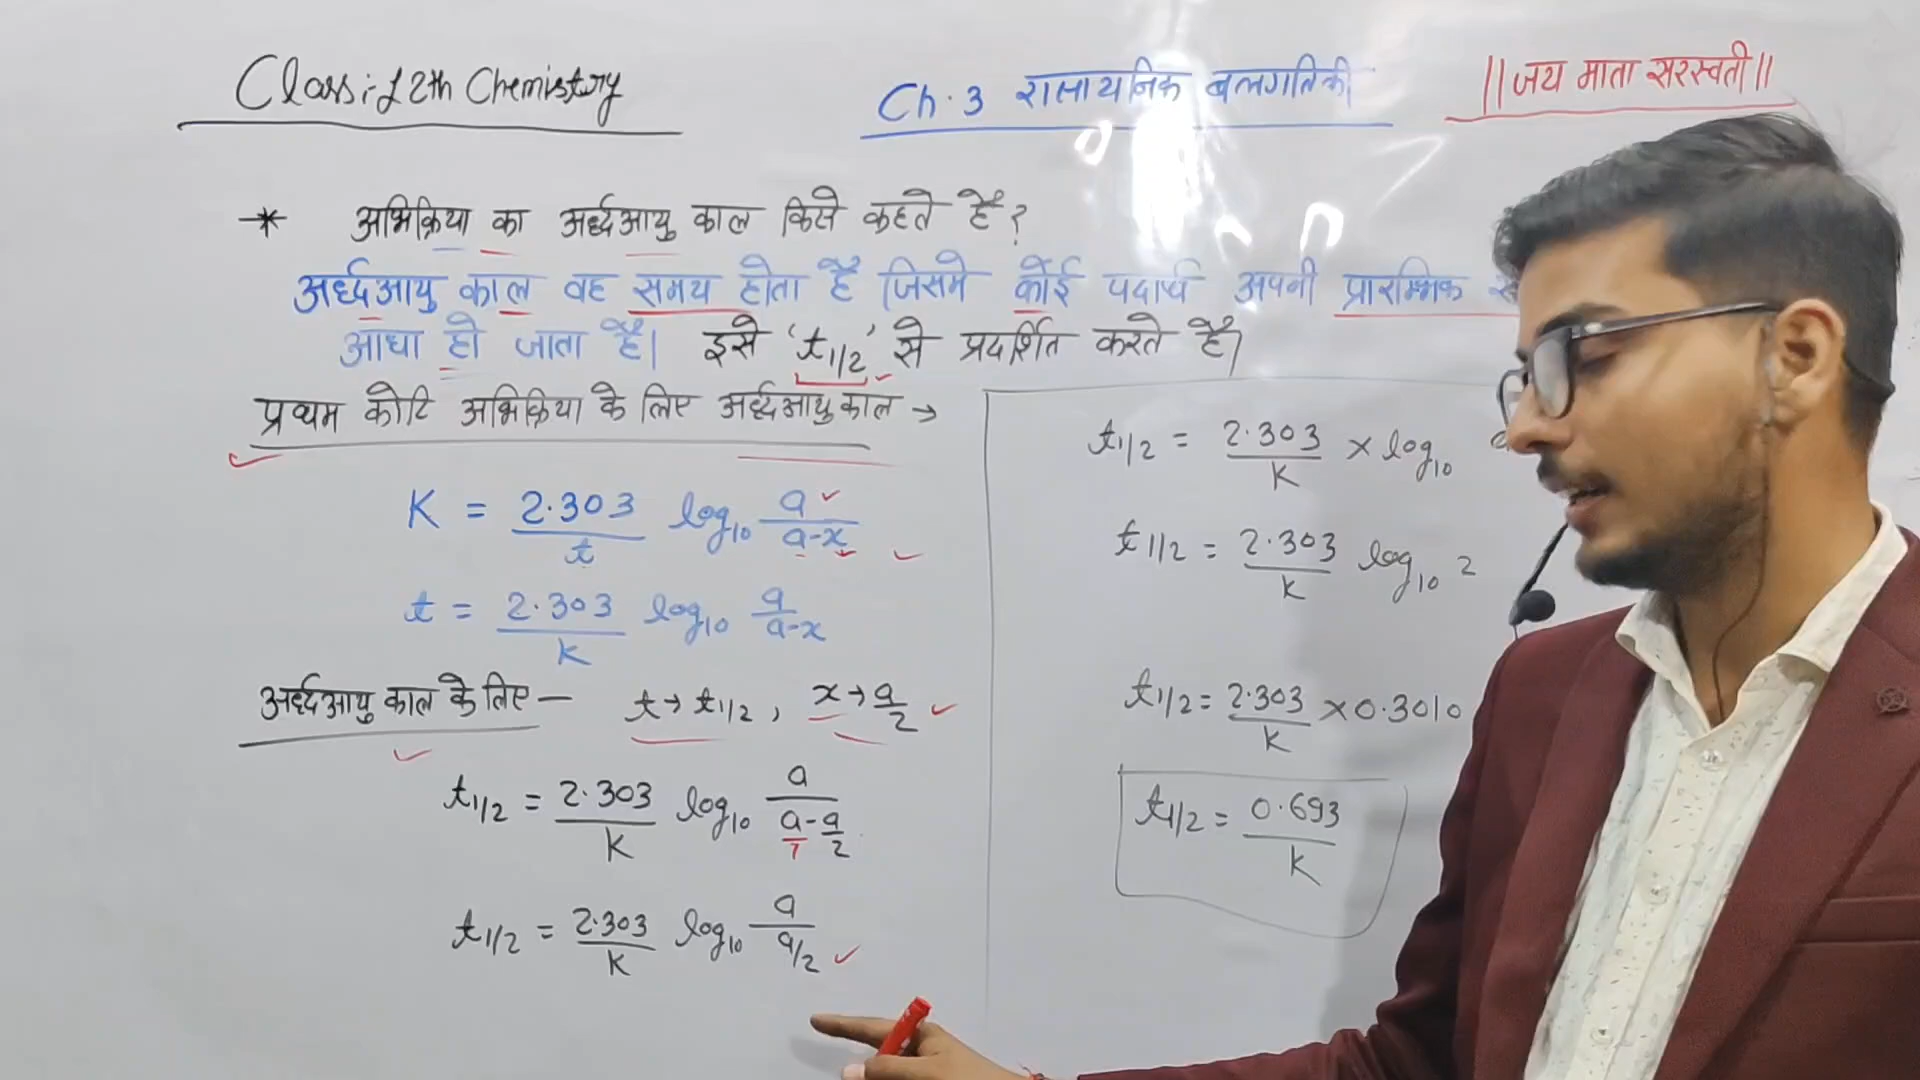 Class:-12th Chemistry
Ch.3 रासायनिक बलगतिकी
||जय माता सरस्वती||
* अभिक्रिया का अर्द्धआयु काल किसे कहते है?
अर्द्धआयु काल वह समय होता है जिसमे कोई पदार्थ अपनी प्रारम्भिक
आधा हो जाता है। इसे 't1/2' से प्रदर्शित करते है।
प्रथम कोटि अभिक्रिया के लिए अर्द्धआयु काल →
K = 2.303/t log10 a/a-x
t = 2.303/k log10 a/a-x
अर्द्धआयु काल के लिए — t → t1/2, x → a/2
t1/2 = 2.303/k log10 a/a-a/2
t1/2 = 2.303/k log10 a/a/2
t1/2 = 2.303/k × log10
t1/2 = 2.303/k log10 2
t1/2 = 2.303/k × 0.3010
t1/2 = 0.693/k